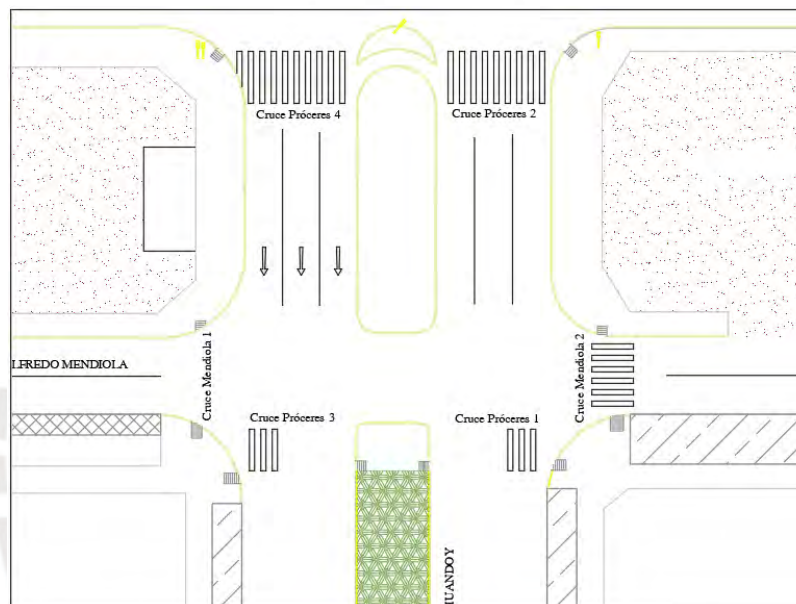 Cruce Próceres 4
Cruce Próceres 2
LFREDO MENDIOLA
Cruce Mendiola 1
Cruce Mendiola 2
Cruce Próceres 3
Cruce Próceres 1
HUANDOY